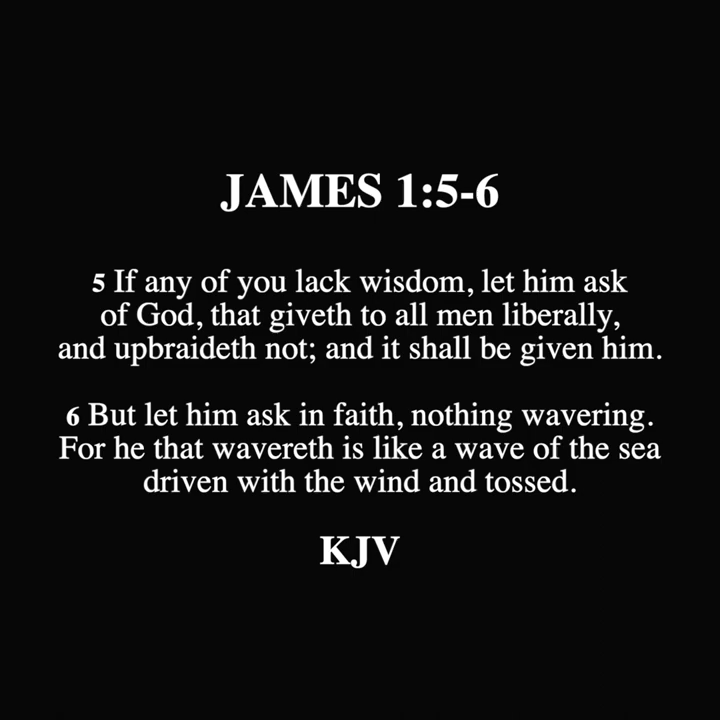 JAMES 1:5-6
5 If any of you lack wisdom, let him ask
of God, that giveth to all men liberally,
and upbraideth not; and it shall be given him.
6 But let him ask in faith, nothing wavering.
For he that wavereth is like a wave of the sea
driven with the wind and tossed.
KJV